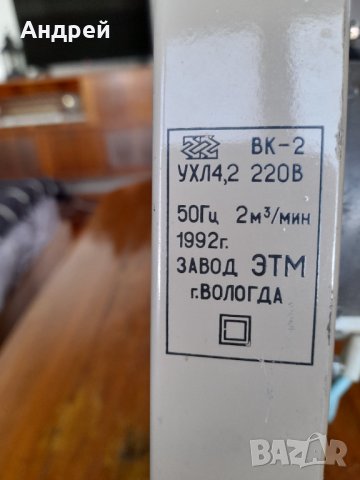 Андрей
ВК-2
УХЛ4,2 220В
50Гц 2м³/мин
1992г.
ЗАВОД ЭТМ
г.ВОЛОГДА
BAZAR